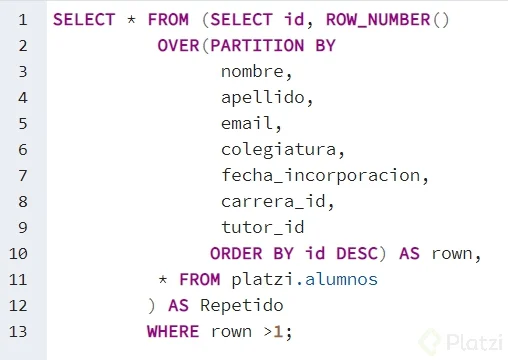 1 SELECT * FROM (SELECT id, ROW_NUMBER()
2 OVER(PARTITION BY
3 nombre,
4 apellido,
5 email,
6 colegiatura,
7 fecha_incorporacion,
8 carrera_id,
9 tutor_id
10 ORDER BY id DESC) AS rown,
11 * FROM platzi.alumnos
12 ) AS Repetido
13 WHERE rown >1;
Platzi